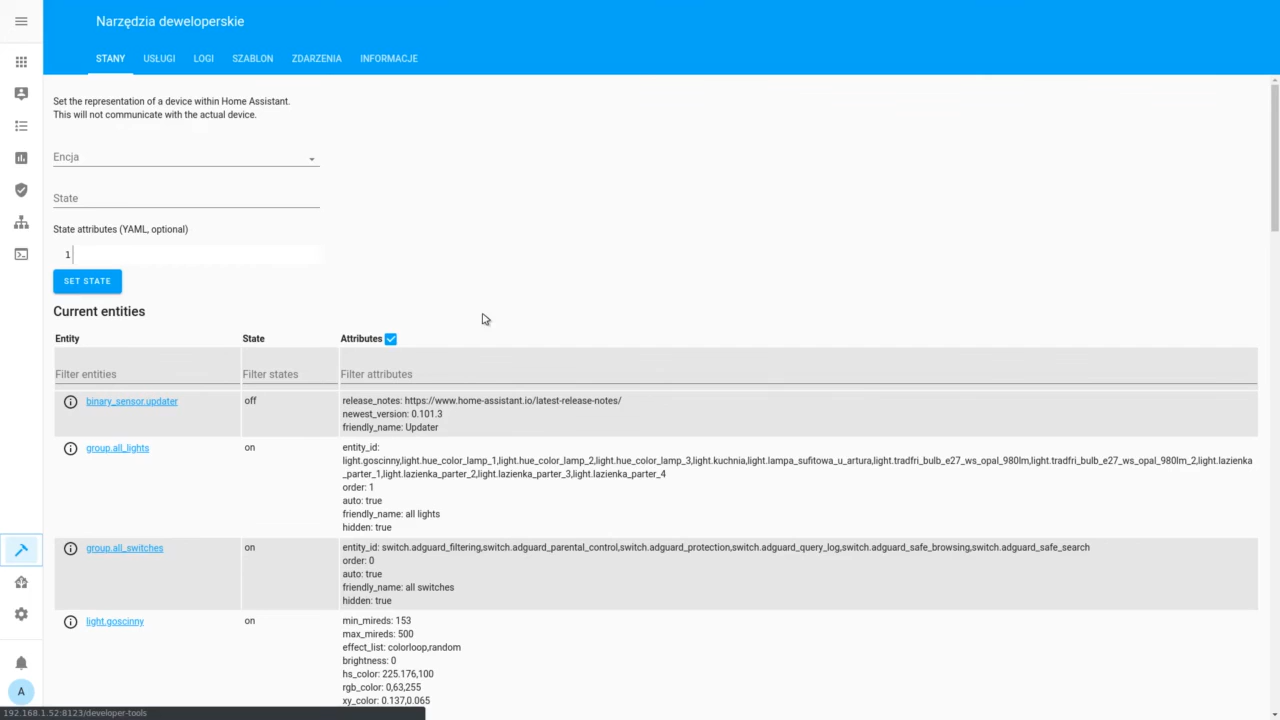 Narzędzia deweloperskie
STANY USŁUGI LOGI SZABLON ZDARZENIA INFORMACJE
Set the representation of a device within Home Assistant.
This will not communicate with the actual device.
Encja
State
State attributes (YAML, optional)
1
SET STATE
Current entities
Entity State Attributes
Filter entities Filter states Filter attributes
binary_sensor.updater off release_notes: https://www.home-assistant.io/latest-release-notes/
newest_version: 0.101.3
friendly_name: Updater
group.all_lights on entity_id:
light.goscinny,light.hue_color_lamp_1,light.hue_color_lamp_2,light.hue_color_lamp_3,light.kuchnia,light.lampa_sufitowa_u_artura,light.tradfri_bulb_e27_ws_opal_980lm,light.tradfri_bulb_e27_ws_opal_980lm_2,light.lazienka
_parter_1,light.lazienka_parter_2,light.lazienka_parter_3,light.lazienka_parter_4
order: 1
auto: true
friendly_name: all lights
hidden: true
group.all_switches on entity_id: switch.adguard_filtering,switch.adguard_parental_control,switch.adguard_protection,switch.adguard_query_log,switch.adguard_safe_browsing,switch.adguard_safe_search
order: 0
auto: true
friendly_name: all switches
hidden: true
light.goscinny on min_mireds: 153
max_mireds: 500
effect_list: colorloop,random
brightness: 0
hs_color: 225.176,100
rgb_color: 0,63,255
xy_color: 0.137,0.065
A
192.168.1.52:8123/developer-tools